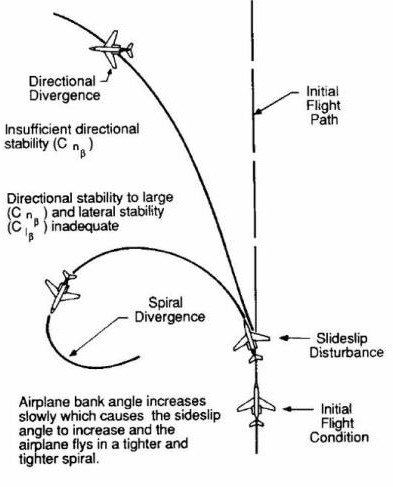 Directional
Divergence
Insufficient directional
stability (C nβ)
Directional stability to large
(C nβ) and lateral stability
(C lβ) inadequate
Initial
Flight
Path
Spiral
Divergence
Slideslip
Disturbance
Initial
Flight
Condition
Airplane bank angle increases
slowly which causes the sideslip
angle to increase and the
airplane flys in a tighter and
tighter spiral.